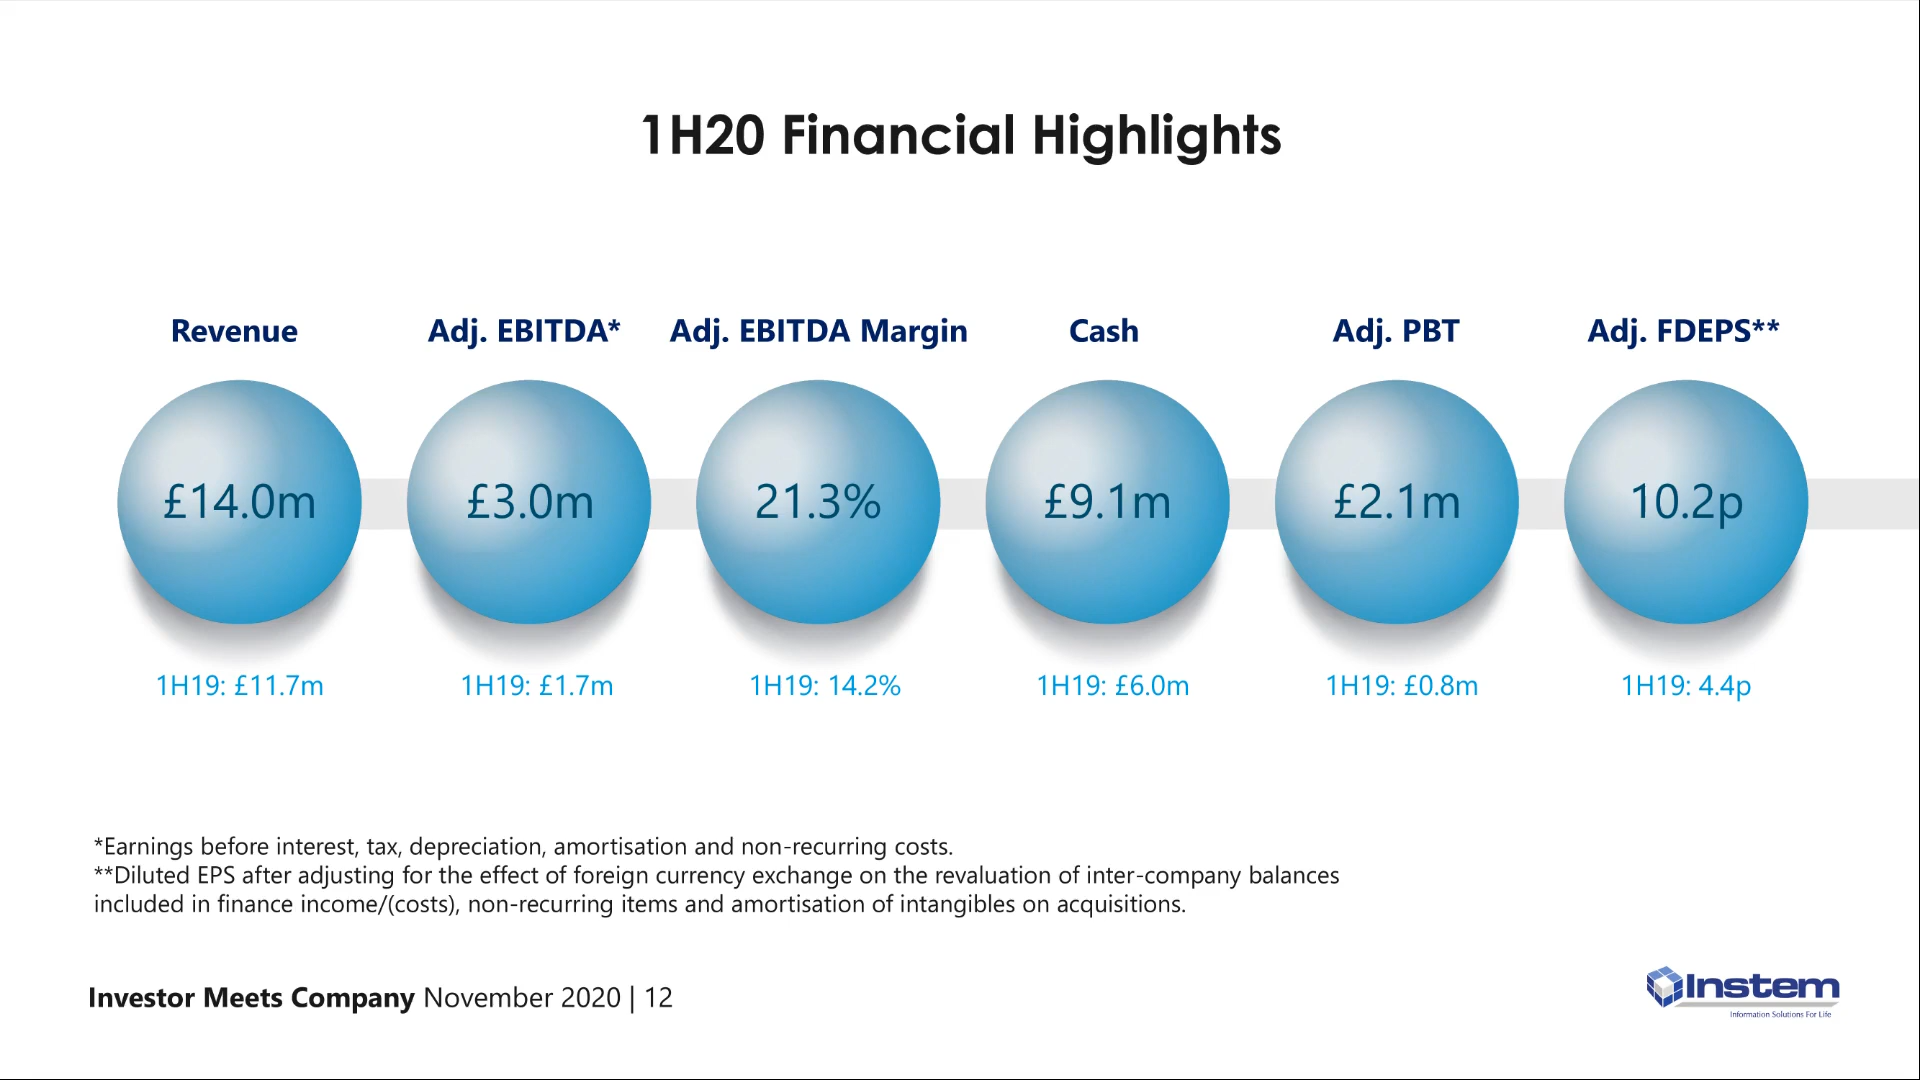 1H20 Financial Highlights
Revenue
Adj. EBITDA*
Adj. EBITDA Margin
Cash
Adj. PBT
Adj. FDEPS**
£14.0m
£3.0m
21.3%
£9.1m
£2.1m
10.2p
1H19: £11.7m
1H19: £1.7m
1H19: 14.2%
1H19: £6.0m
1H19: £0.8m
1H19: 4.4p
*Earnings before interest, tax, depreciation, amortisation and non-recurring costs.
**Diluted EPS after adjusting for the effect of foreign currency exchange on the revaluation of inter-company balances
included in finance income/(costs), non-recurring items and amortisation of intangibles on acquisitions.
Investor Meets Company November 2020 | 12
Instem
Information Solutions For Life